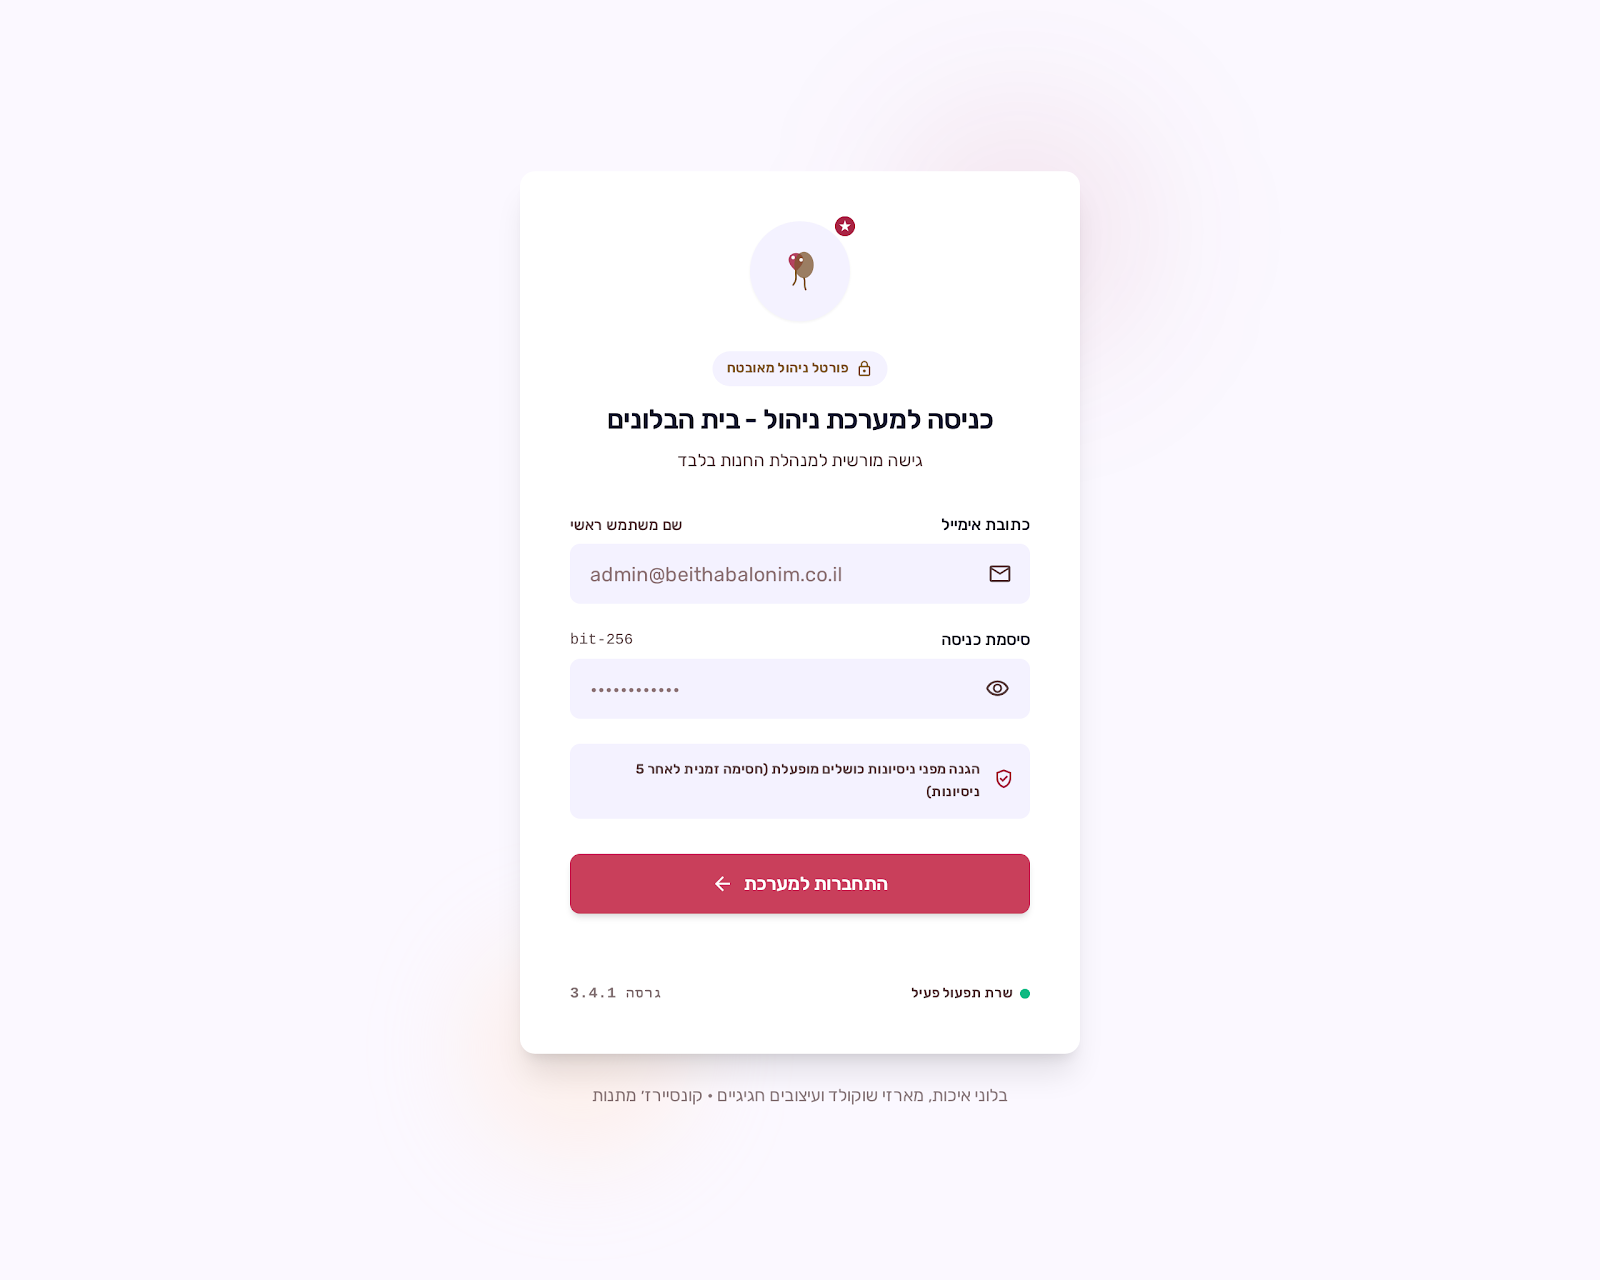 פורטל ניהול מאובטח
כניסה למערכת ניהול - בית הבלונים
גישה מורשית למנהלת החנות בלבד
כתובת אימייל
שם משתמש ראשי
admin@beithabalonim.co.il
סיסמת כניסה
bit-256
••••••••••••
הגנה מפני ניסיונות כושלים מופעלת (חסימה זמנית לאחר 5
ניסיונות)
התחברות למערכת
שרת תפעול פעיל
גרסה 3.4.1
בלוני איכות, מארזי שוקולד ועיצובים חגיגיים • קונסיירז׳ מתנות